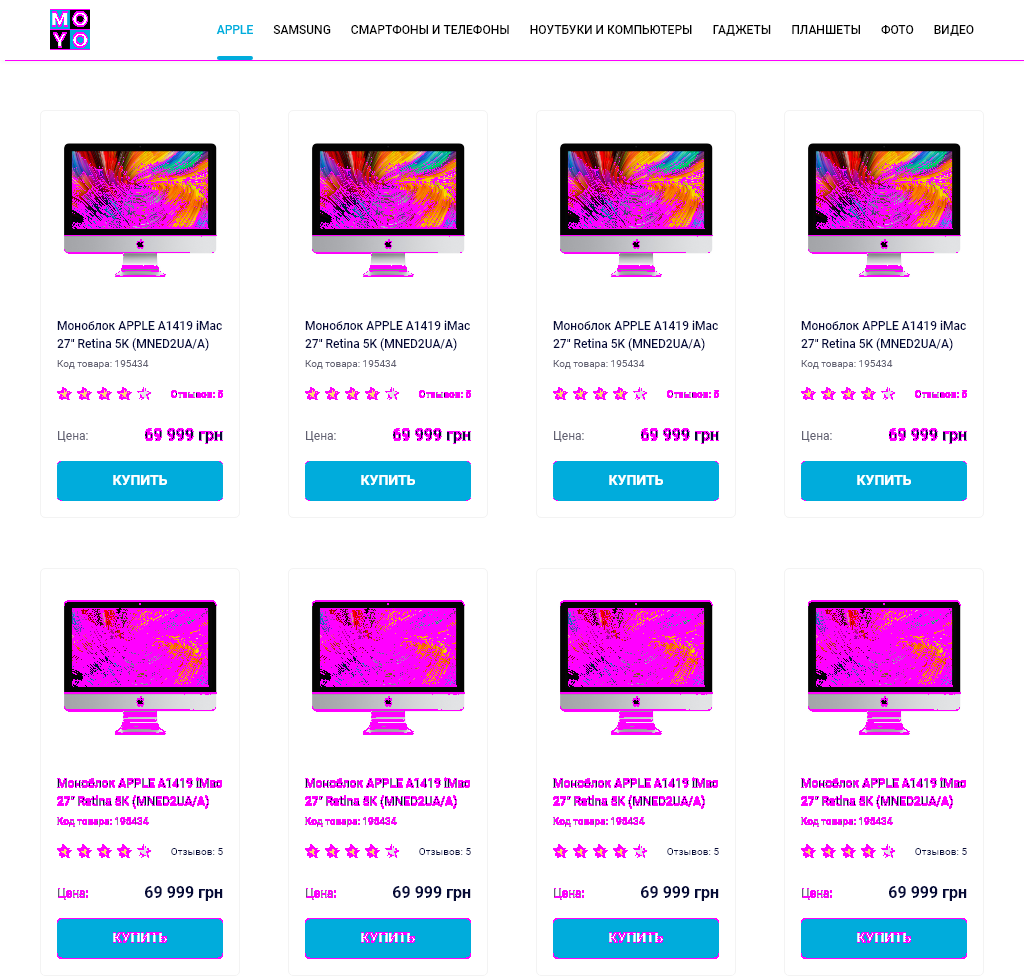 MO
YO
APPLE SAMSUNG СМАРТФОНЫ И ТЕЛЕФОНЫ НОУТБУКИ И КОМПЬЮТЕРЫ ГАДЖЕТЫ ПЛАНШЕТЫ ФОТО ВИДЕО
Моноблок APPLE A1419 iMac Моноблок APPLE A1419 iMac Моноблок APPLE A1419 iMac Моноблок APPLE A1419 iMac
27" Retina 5K (MNED2UA/A) 27" Retina 5K (MNED2UA/A) 27" Retina 5K (MNED2UA/A) 27" Retina 5K (MNED2UA/A)
Код товара: 195434 Код товара: 195434 Код товара: 195434 Код товара: 195434
Отзывов: 5 Отзывов: 5 Отзывов: 5 Отзывов: 5
Цена: 69 999 грн Цена: 69 999 грн Цена: 69 999 грн Цена: 69 999 грн
КУПИТЬ КУПИТЬ КУПИТЬ КУПИТЬ
Моноблок APPLE A1419 iMac Моноблок APPLE A1419 iMac Моноблок APPLE A1419 iMac Моноблок APPLE A1419 iMac
27" Retina 5K (MNED2UA/A) 27" Retina 5K (MNED2UA/A) 27" Retina 5K (MNED2UA/A) 27" Retina 5K (MNED2UA/A)
Код товара: 195434 Код товара: 195434 Код товара: 195434 Код товара: 195434
Отзывов: 5 Отзывов: 5 Отзывов: 5 Отзывов: 5
Цена: 69 999 грн Цена: 69 999 грн Цена: 69 999 грн Цена: 69 999 грн
КУПИТЬ КУПИТЬ КУПИТЬ КУПИТЬ